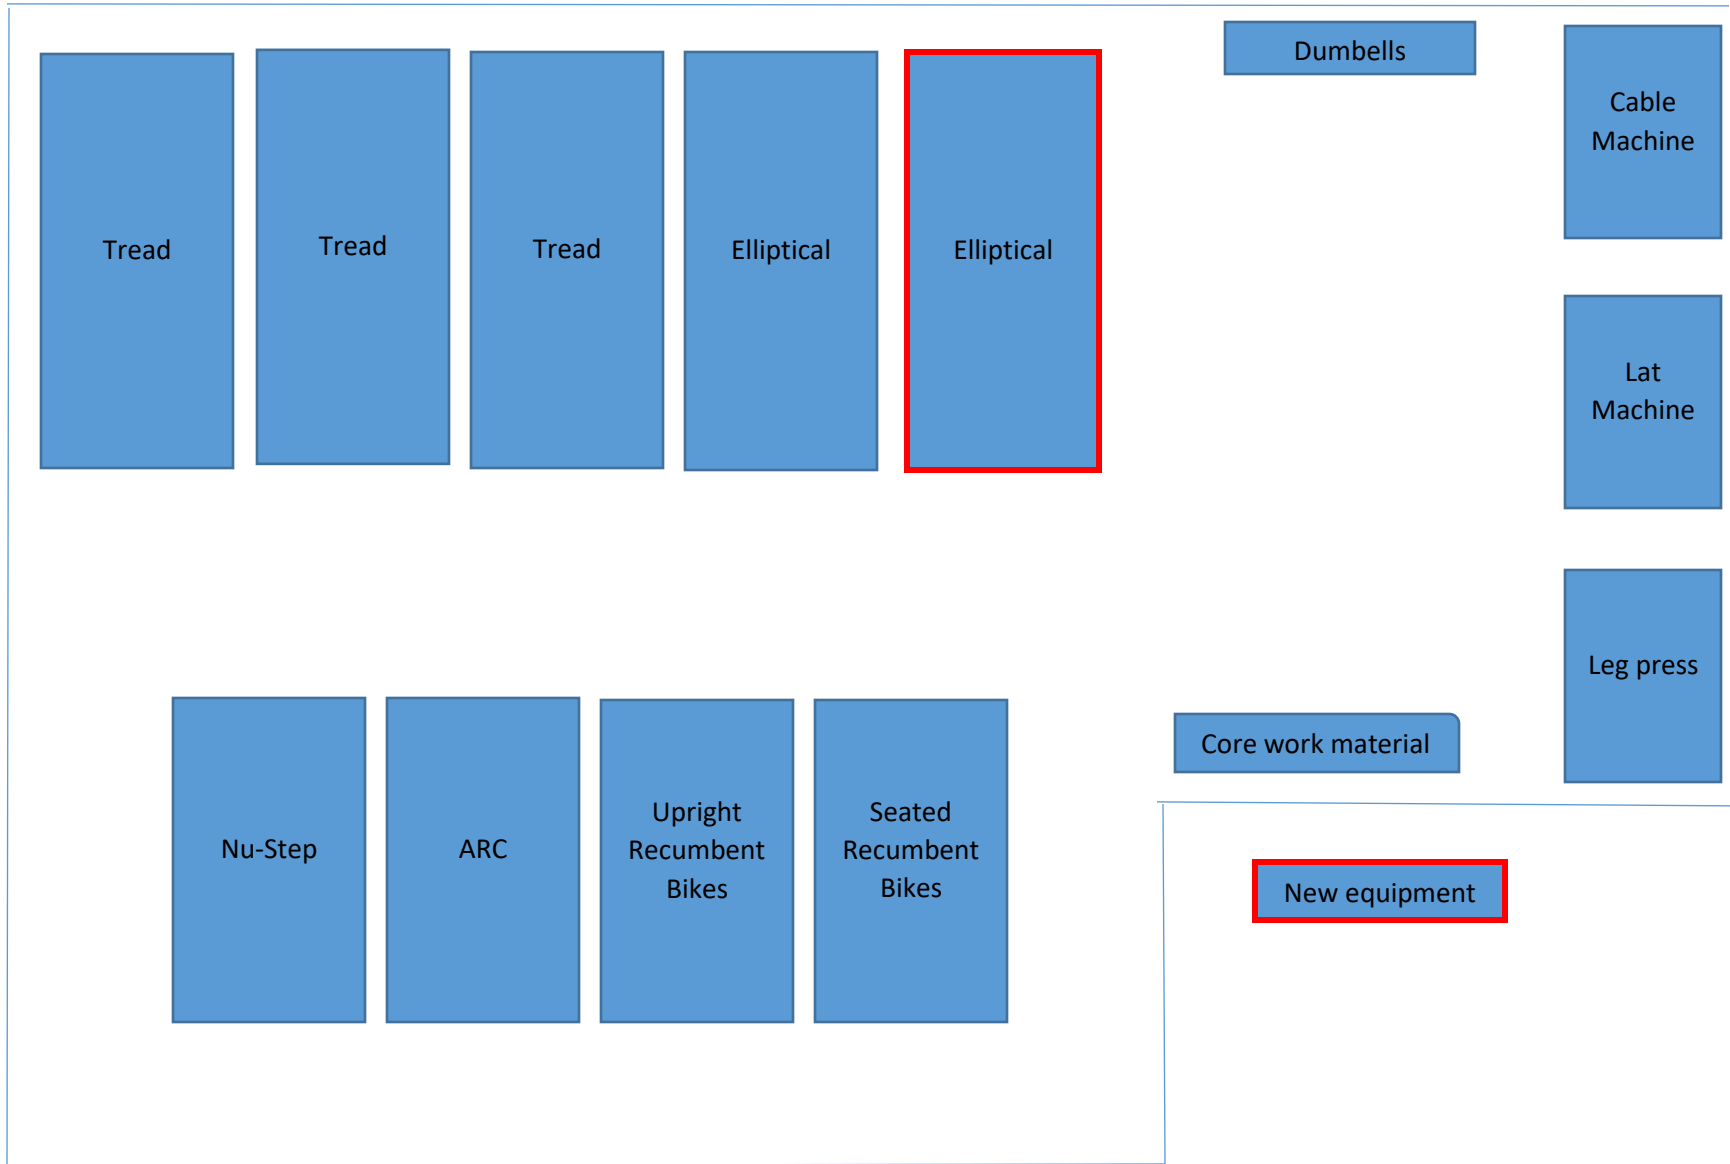 Dumbells
Cable
Machine
Tread
Tread
Tread
Elliptical
Elliptical
Lat
Machine
Leg press
Core work material
Nu-Step
ARC
Upright
Recumbent
Bikes
Seated
Recumbent
Bikes
New equipment